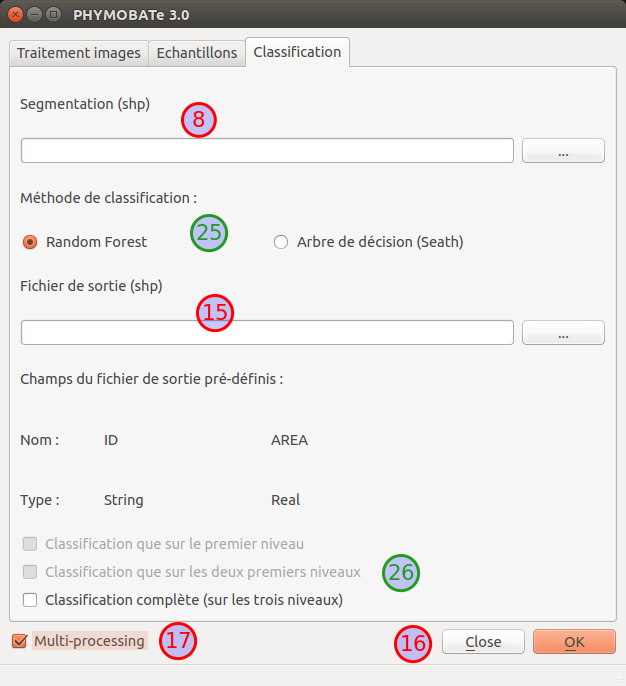 PHYMOBATe 3.0
Traitement images Echantillons Classification
Segmentation (shp)
8
...
Méthode de classification :
25
Random Forest Arbre de décision (Seath)
Fichier de sortie (shp)
15
...
Champs du fichier de sortie pré-définis :
Nom : ID AREA
Type : String Real
Classification que sur le premier niveau
Classification que sur les deux premiers niveaux 26
Classification complète (sur les trois niveaux)
Multi-processing 17 16 Close OK